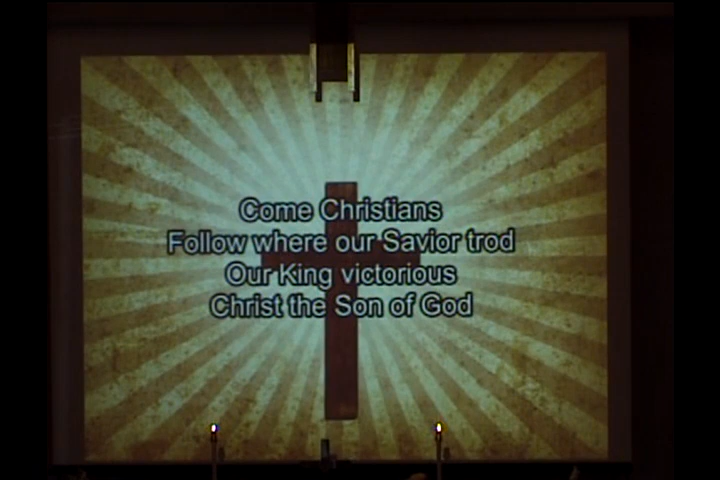 Come Christians
Follow where our Savior trod
Our King victorious
Christ the Son of God